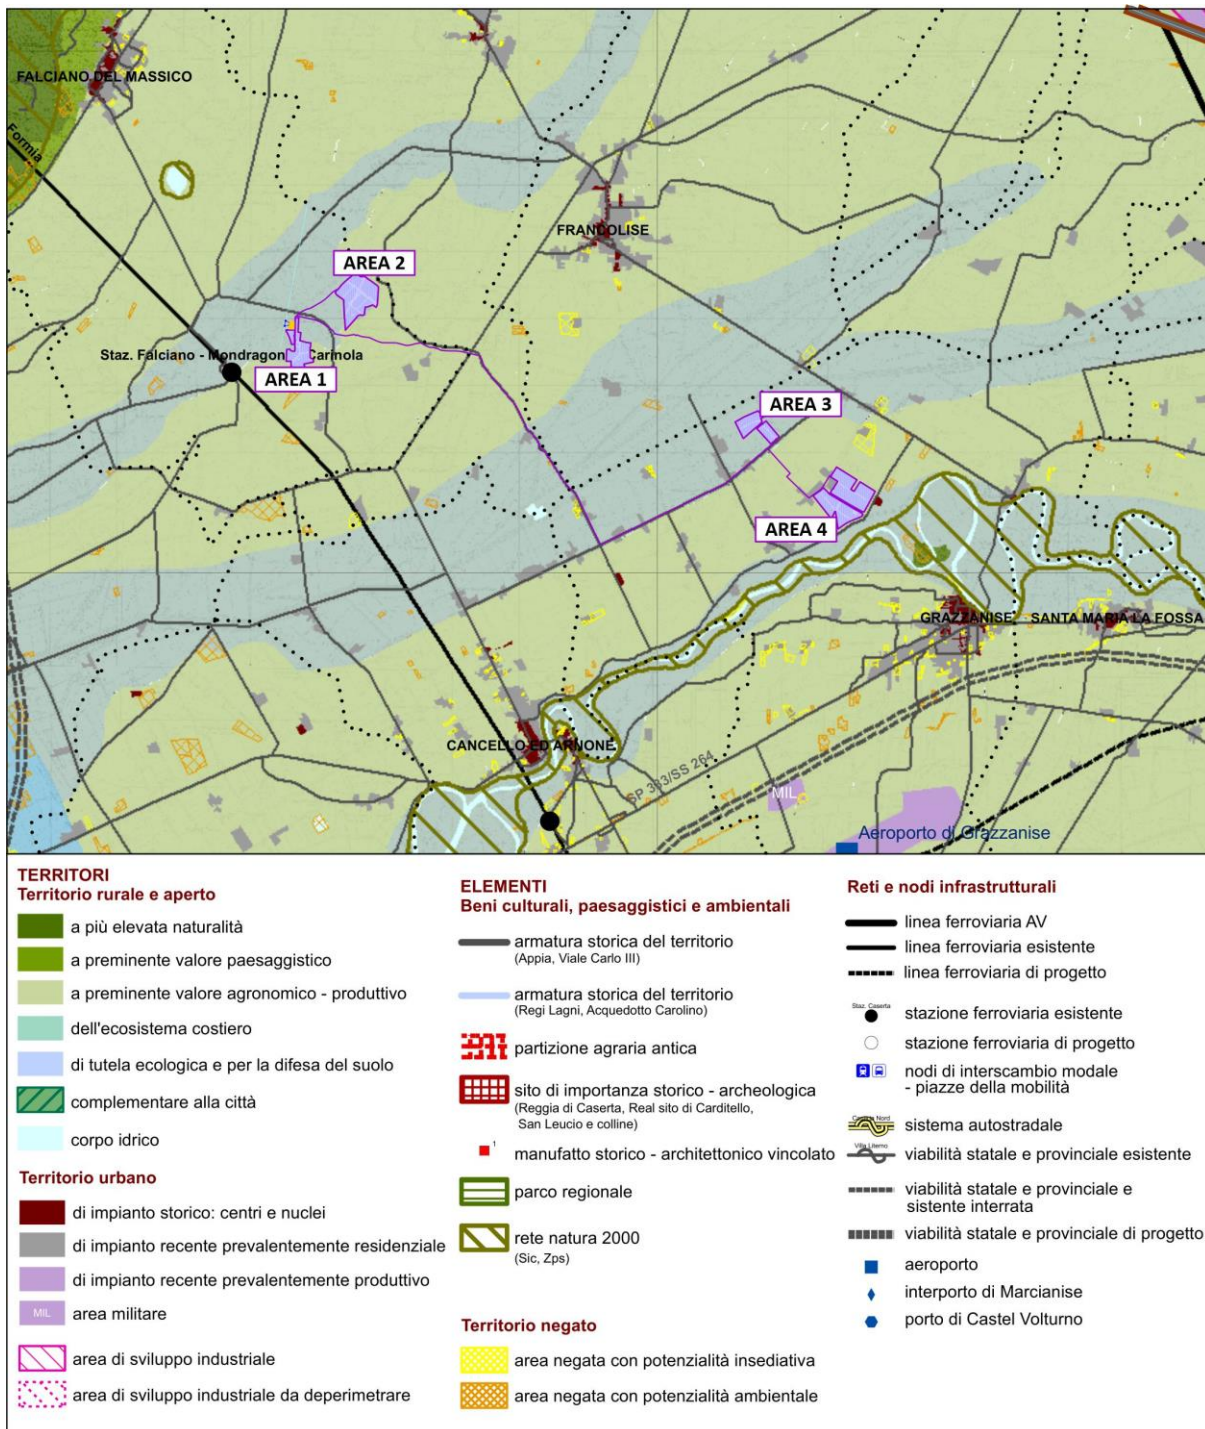 FALCIANO DEL MASSICO
Formia
FRANCOLISE
AREA 2
Staz. Falciano - Mondragone Carinola
AREA 1
AREA 3
AREA 4
GRAZZANISE
SANTA MARIA LA FOSSA
CANCELLO ED ARNONE
SP 333/SS 264
MIL
Aeroporto di Grazzanise
TERRITORI
Territorio rurale e aperto
a più elevata naturalità
a preminente valore paesaggistico
a preminente valore agronomico - produttivo
dell'ecosistema costiero
di tutela ecologica e per la difesa del suolo
complementare alla città
corpo idrico
Territorio urbano
di impianto storico: centri e nuclei
di impianto recente prevalentemente residenziale
di impianto recente prevalentemente produttivo
MIL
area militare
area di sviluppo industriale
area di sviluppo industriale da deperimetrare
ELEMENTI
Beni culturali, paesaggistici e ambientali
armatura storica del territorio
(Appia, Viale Carlo III)
armatura storica del territorio
(Regi Lagni, Acquedotto Carolino)
partizione agraria antica
sito di importanza storico - archeologica
(Reggia di Caserta, Real sito di Carditello,
San Leucio e colline)
1
manufatto storico - architettonico vincolato
parco regionale
rete natura 2000
(Sic, Zps)
Territorio negato
area negata con potenzialità insediativa
area negata con potenzialità ambientale
Reti e nodi infrastrutturali
linea ferroviaria AV
linea ferroviaria esistente
linea ferroviaria di progetto
Staz. Caserta
stazione ferroviaria esistente
stazione ferroviaria di progetto
nodi di interscambio modale
- piazze della mobilità
Caserta Nord
sistema autostradale
Villa Literno
viabilità statale e provinciale esistente
viabilità statale e provinciale e
sistente interrata
viabilità statale e provinciale di progetto
aeroporto
interporto di Marcianise
porto di Castel Volturno